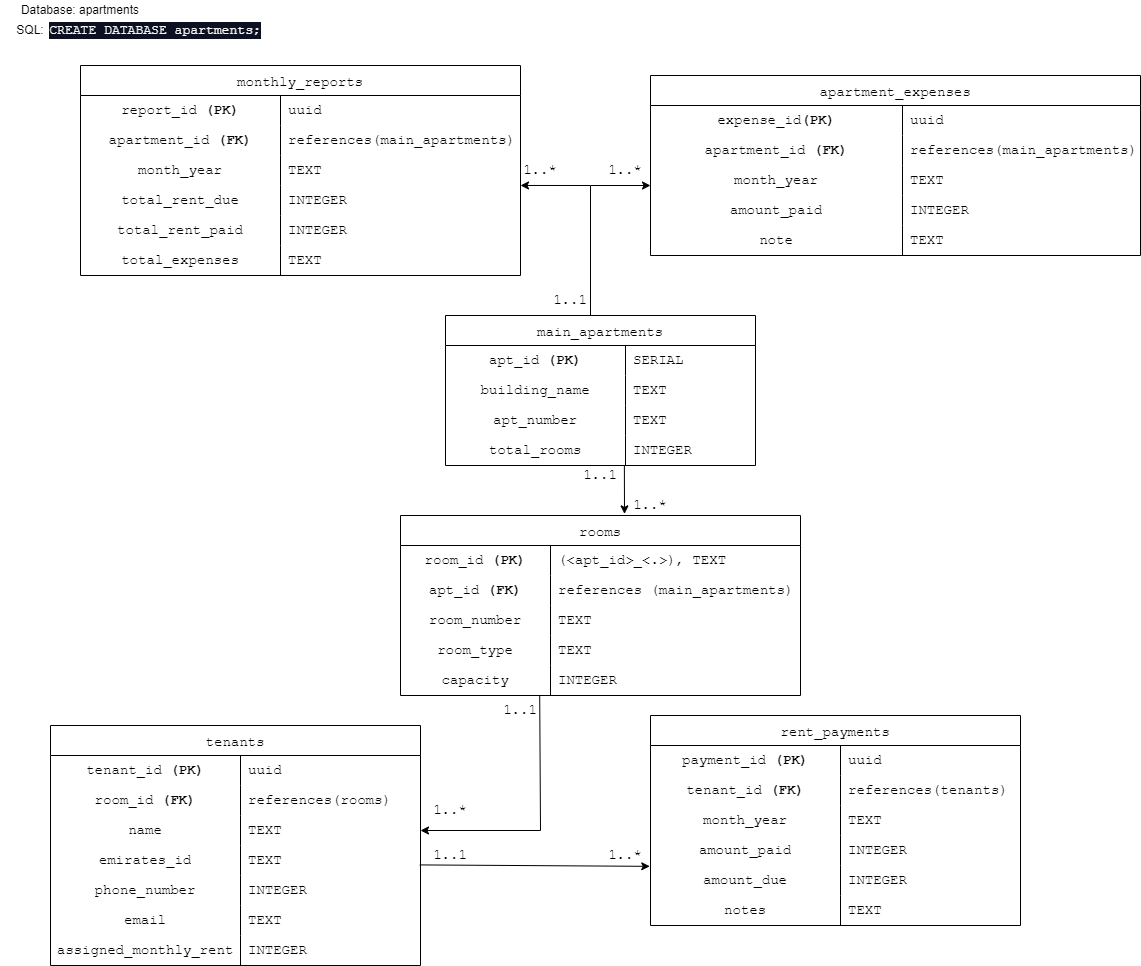 Database: apartments
SQL: CREATE DATABASE apartments;
monthly_reports
report_id (PK) uuid
apartment_id (FK) references(main_apartments)
month_year TEXT
total_rent_due INTEGER
total_rent_paid INTEGER
total_expenses TEXT
apartment_expenses
expense_id(PK) uuid
apartment_id (FK) references(main_apartments)
month_year TEXT
amount_paid INTEGER
note TEXT
1..* 1..*
1..1
main_apartments
apt_id (PK) SERIAL
building_name TEXT
apt_number TEXT
total_rooms INTEGER
1..1
1..*
rooms
room_id (PK) (<apt_id>_<.>), TEXT
apt_id (FK) references (main_apartments)
room_number TEXT
room_type TEXT
capacity INTEGER
1..1
tenants
tenant_id (PK) uuid
room_id (FK) references(rooms)
name TEXT
emirates_id TEXT
phone_number INTEGER
email TEXT
assigned_monthly_rent INTEGER
1..*
1..1 1..*
rent_payments
payment_id (PK) uuid
tenant_id (FK) references(tenants)
month_year TEXT
amount_paid INTEGER
amount_due INTEGER
notes TEXT